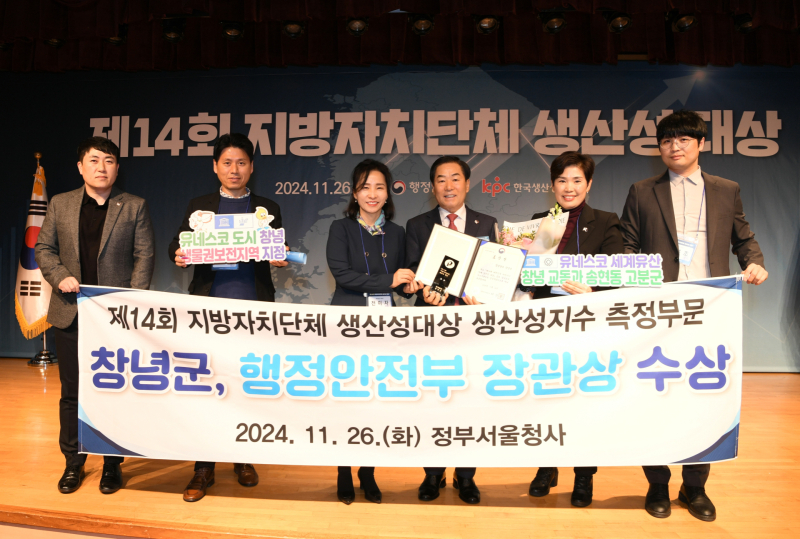 제14회 지방자치단체 생산성 대상
2024.11.26
행정
kpc 한국생산성
유네스코 도시 창녕
생물권보전지역 지정
유네스코 세계유산
창녕 교동과 송현동 고분군
제14회 지방자치단체 생산성대상 생산성지수 측정부문
창녕군, 행정안전부 장관상 수상
2024. 11. 26.(화) 정부서울청사